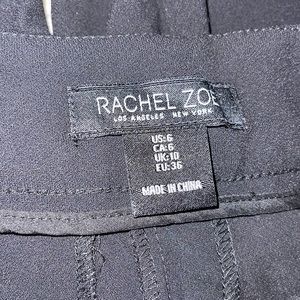 RACHEL ZOE
LOS ANGELES NEW YORK
US:6
CA:6
UK:10
EU:36
MADE IN CHINA